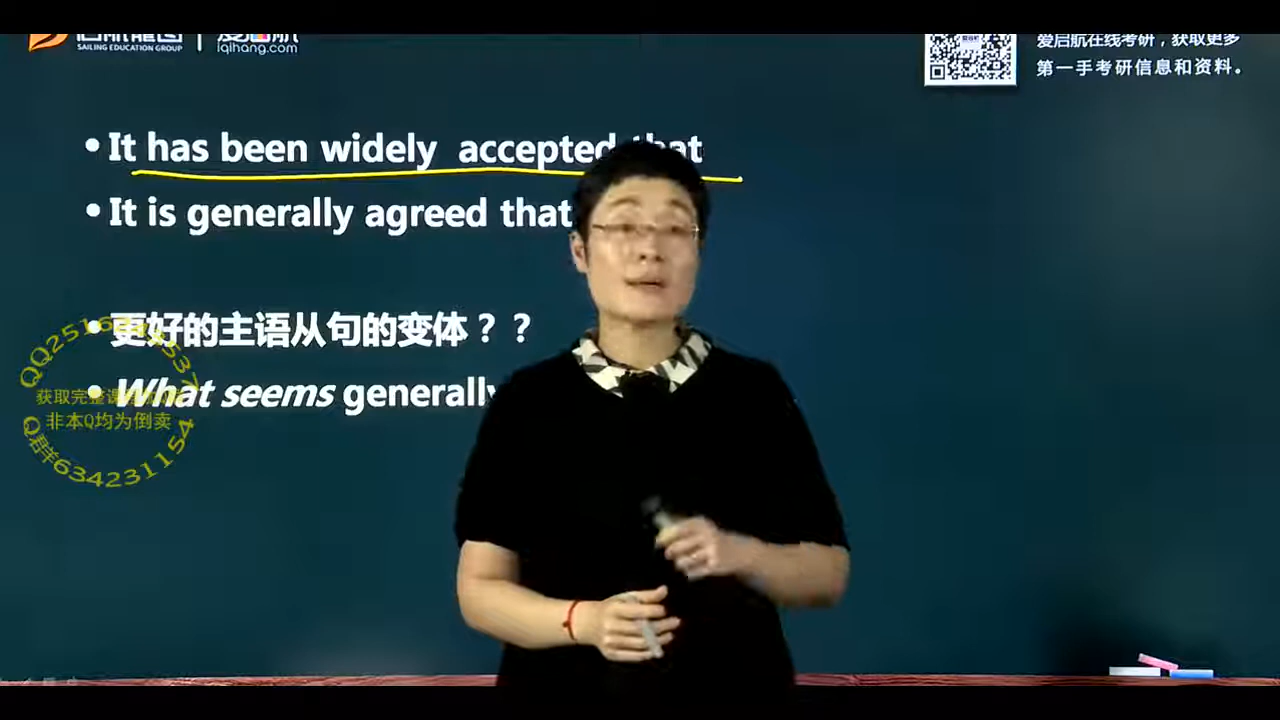 SAILING EDUCATION GROUP
iqihang.com
爱启航在线考研，获取更多
第一手考研信息和资料。
• It has been widely accepted that
• It is generally agreed that
• 更好的主语从句的变体？？
• What seems generally
获取完整课
非本Q均为倒卖
Q群634231154